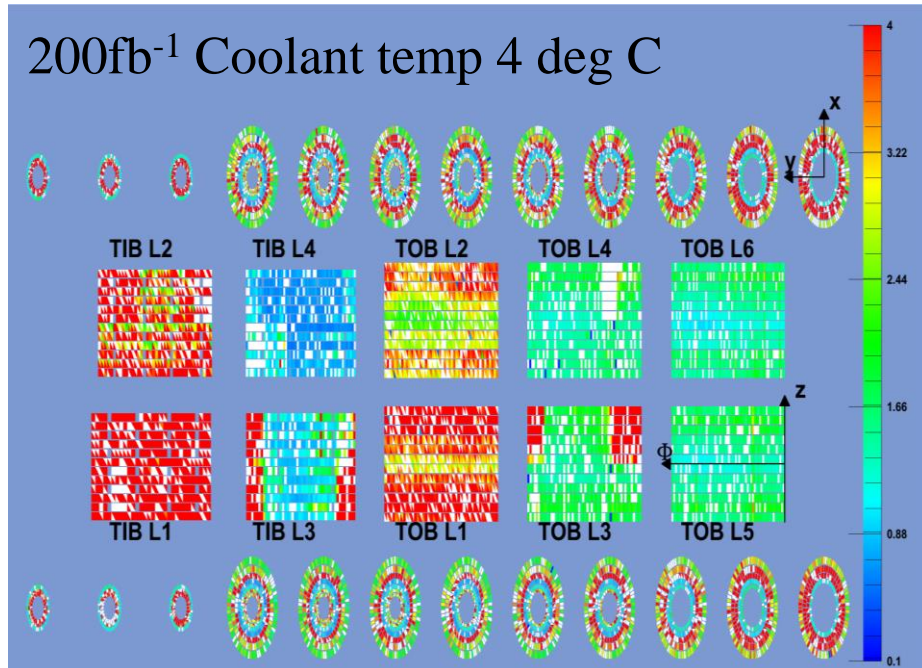 200fb-1 Coolant temp 4 deg C
4
x
3.22
y
TIB L2 TIB L4 TOB L2 TOB L4 TOB L6
2.44
z
1.66
Φ
TIB L1 TIB L3 TOB L1 TOB L3 TOB L5
0.88
0.1